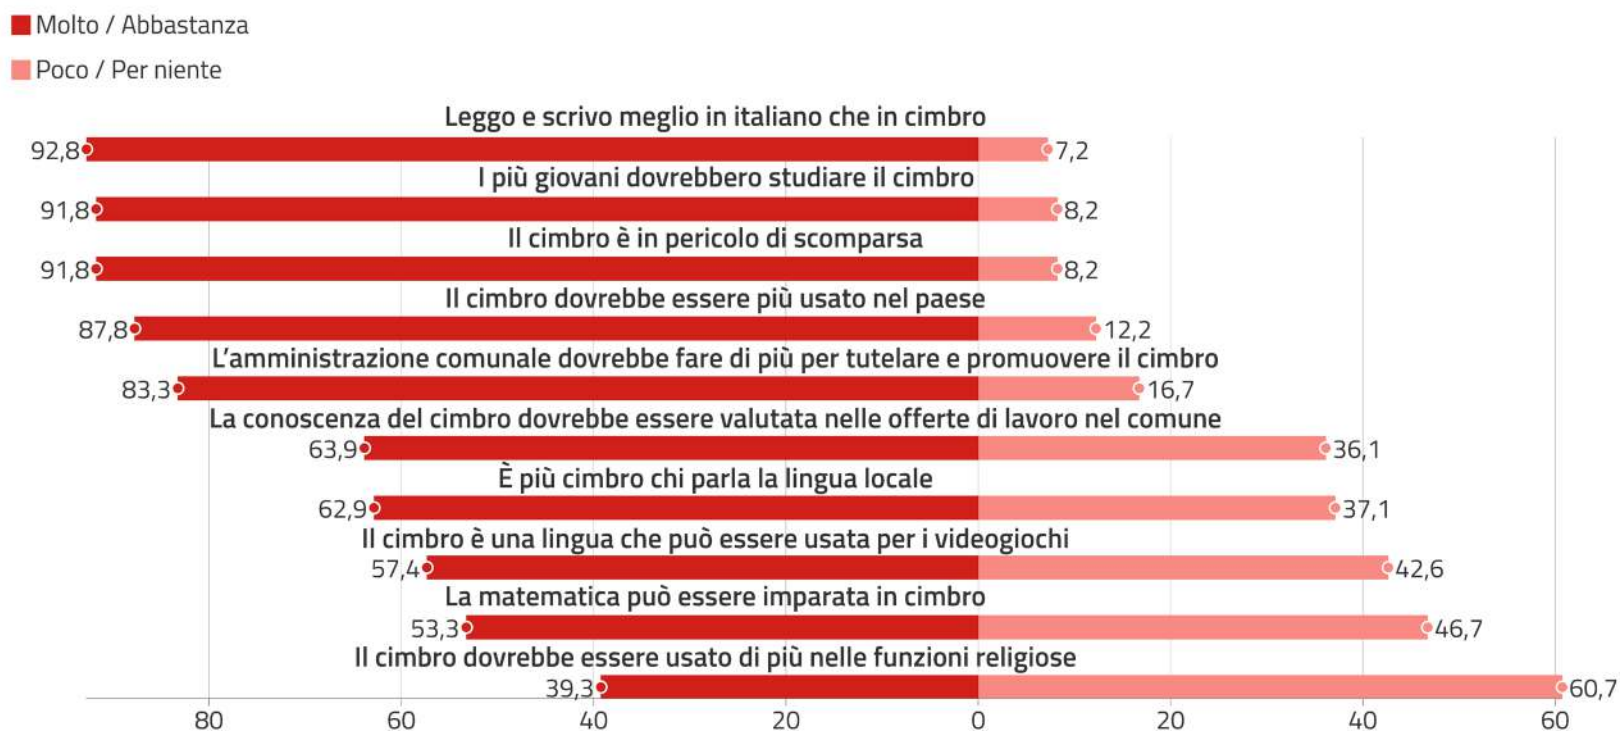 Molto / Abbastanza
Poco / Per niente
Leggo e scrivo meglio in italiano che in cimbro
92,8 7,2
I più giovani dovrebbero studiare il cimbro
91,8 8,2
Il cimbro è in pericolo di scomparsa
91,8 8,2
Il cimbro dovrebbe essere più usato nel paese
87,8 12,2
L’amministrazione comunale dovrebbe fare di più per tutelare e promuovere il cimbro
83,3 16,7
La conoscenza del cimbro dovrebbe essere valutata nelle offerte di lavoro nel comune
63,9 36,1
È più cimbro chi parla la lingua locale
62,9 37,1
Il cimbro è una lingua che può essere usata per i videogiochi
57,4 42,6
La matematica può essere imparata in cimbro
53,3 46,7
Il cimbro dovrebbe essere usato di più nelle funzioni religiose
39,3 60,7
80 60 40 20 0 20 40 60